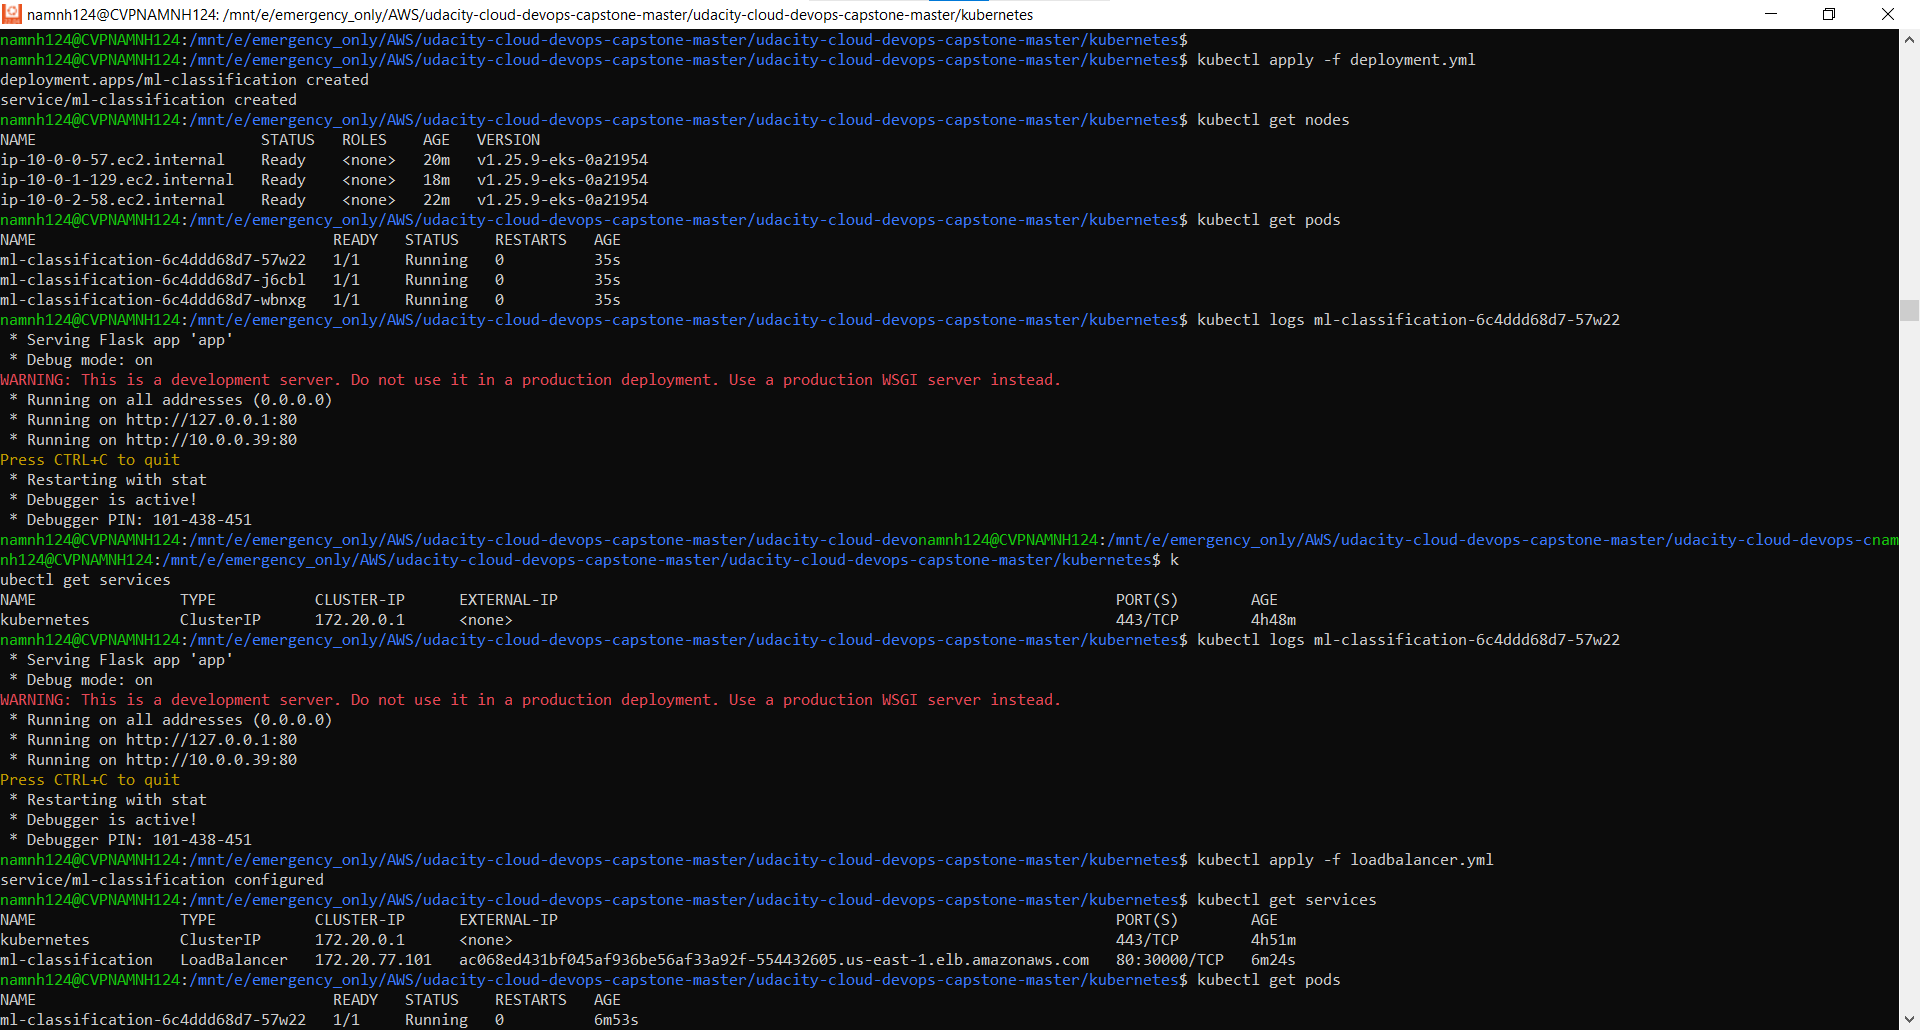 namnh124@CVPNAMNH124: /mnt/e/emergency_only/AWS/udacity-cloud-devops-capstone-master/udacity-cloud-devops-capstone-master/kubernetes
namnh124@CVPNAMNH124:/mnt/e/emergency_only/AWS/udacity-cloud-devops-capstone-master/udacity-cloud-devops-capstone-master/kubernetes$
namnh124@CVPNAMNH124:/mnt/e/emergency_only/AWS/udacity-cloud-devops-capstone-master/udacity-cloud-devops-capstone-master/kubernetes$ kubectl apply -f deployment.yml
deployment.apps/ml-classification created
service/ml-classification created
namnh124@CVPNAMNH124:/mnt/e/emergency_only/AWS/udacity-cloud-devops-capstone-master/udacity-cloud-devops-capstone-master/kubernetes$ kubectl get nodes
NAME                         STATUS   ROLES    AGE   VERSION
ip-10-0-0-57.ec2.internal    Ready    <none>   20m   v1.25.9-eks-0a21954
ip-10-0-1-129.ec2.internal   Ready    <none>   18m   v1.25.9-eks-0a21954
ip-10-0-2-58.ec2.internal    Ready    <none>   22m   v1.25.9-eks-0a21954
namnh124@CVPNAMNH124:/mnt/e/emergency_only/AWS/udacity-cloud-devops-capstone-master/udacity-cloud-devops-capstone-master/kubernetes$ kubectl get pods
NAME                                 READY   STATUS    RESTARTS   AGE
ml-classification-6c4ddd68d7-57w22   1/1     Running   0          35s
ml-classification-6c4ddd68d7-j6cbl   1/1     Running   0          35s
ml-classification-6c4ddd68d7-wbnxg   1/1     Running   0          35s
namnh124@CVPNAMNH124:/mnt/e/emergency_only/AWS/udacity-cloud-devops-capstone-master/udacity-cloud-devops-capstone-master/kubernetes$ kubectl logs ml-classification-6c4ddd68d7-57w22
 * Serving Flask app 'app'
 * Debug mode: on
WARNING: This is a development server. Do not use it in a production deployment. Use a production WSGI server instead.
 * Running on all addresses (0.0.0.0)
 * Running on http://127.0.0.1:80
 * Running on http://10.0.0.39:80
Press CTRL+C to quit
 * Restarting with stat
 * Debugger is active!
 * Debugger PIN: 101-438-451
namnh124@CVPNAMNH124:/mnt/e/emergency_only/AWS/udacity-cloud-devops-capstone-master/udacity-cloud-devonamnh124@CVPNAMNH124:/mnt/e/emergency_only/AWS/udacity-cloud-devops-capstone-master/udacity-cloud-devops-cnam
nh124@CVPNAMNH124:/mnt/e/emergency_only/AWS/udacity-cloud-devops-capstone-master/udacity-cloud-devops-capstone-master/kubernetes$ k
ubectl get services
NAME                TYPE           CLUSTER-IP      EXTERNAL-IP                                                              PORT(S)        AGE
kubernetes          ClusterIP      172.20.0.1      <none>                                                                   443/TCP        4h48m
namnh124@CVPNAMNH124:/mnt/e/emergency_only/AWS/udacity-cloud-devops-capstone-master/udacity-cloud-devops-capstone-master/kubernetes$ kubectl logs ml-classification-6c4ddd68d7-57w22
 * Serving Flask app 'app'
 * Debug mode: on
WARNING: This is a development server. Do not use it in a production deployment. Use a production WSGI server instead.
 * Running on all addresses (0.0.0.0)
 * Running on http://127.0.0.1:80
 * Running on http://10.0.0.39:80
Press CTRL+C to quit
 * Restarting with stat
 * Debugger is active!
 * Debugger PIN: 101-438-451
namnh124@CVPNAMNH124:/mnt/e/emergency_only/AWS/udacity-cloud-devops-capstone-master/udacity-cloud-devops-capstone-master/kubernetes$ kubectl apply -f loadbalancer.yml
service/ml-classification configured
namnh124@CVPNAMNH124:/mnt/e/emergency_only/AWS/udacity-cloud-devops-capstone-master/udacity-cloud-devops-capstone-master/kubernetes$ kubectl get services
NAME                TYPE           CLUSTER-IP      EXTERNAL-IP                                                              PORT(S)        AGE
kubernetes          ClusterIP      172.20.0.1      <none>                                                                   443/TCP        4h51m
ml-classification   LoadBalancer   172.20.77.101   ac068ed431bf045af936be56af33a92f-554432605.us-east-1.elb.amazonaws.com   80:30000/TCP   6m24s
namnh124@CVPNAMNH124:/mnt/e/emergency_only/AWS/udacity-cloud-devops-capstone-master/udacity-cloud-devops-capstone-master/kubernetes$ kubectl get pods
NAME                                 READY   STATUS    RESTARTS   AGE
ml-classification-6c4ddd68d7-57w22   1/1     Running   0          6m53s